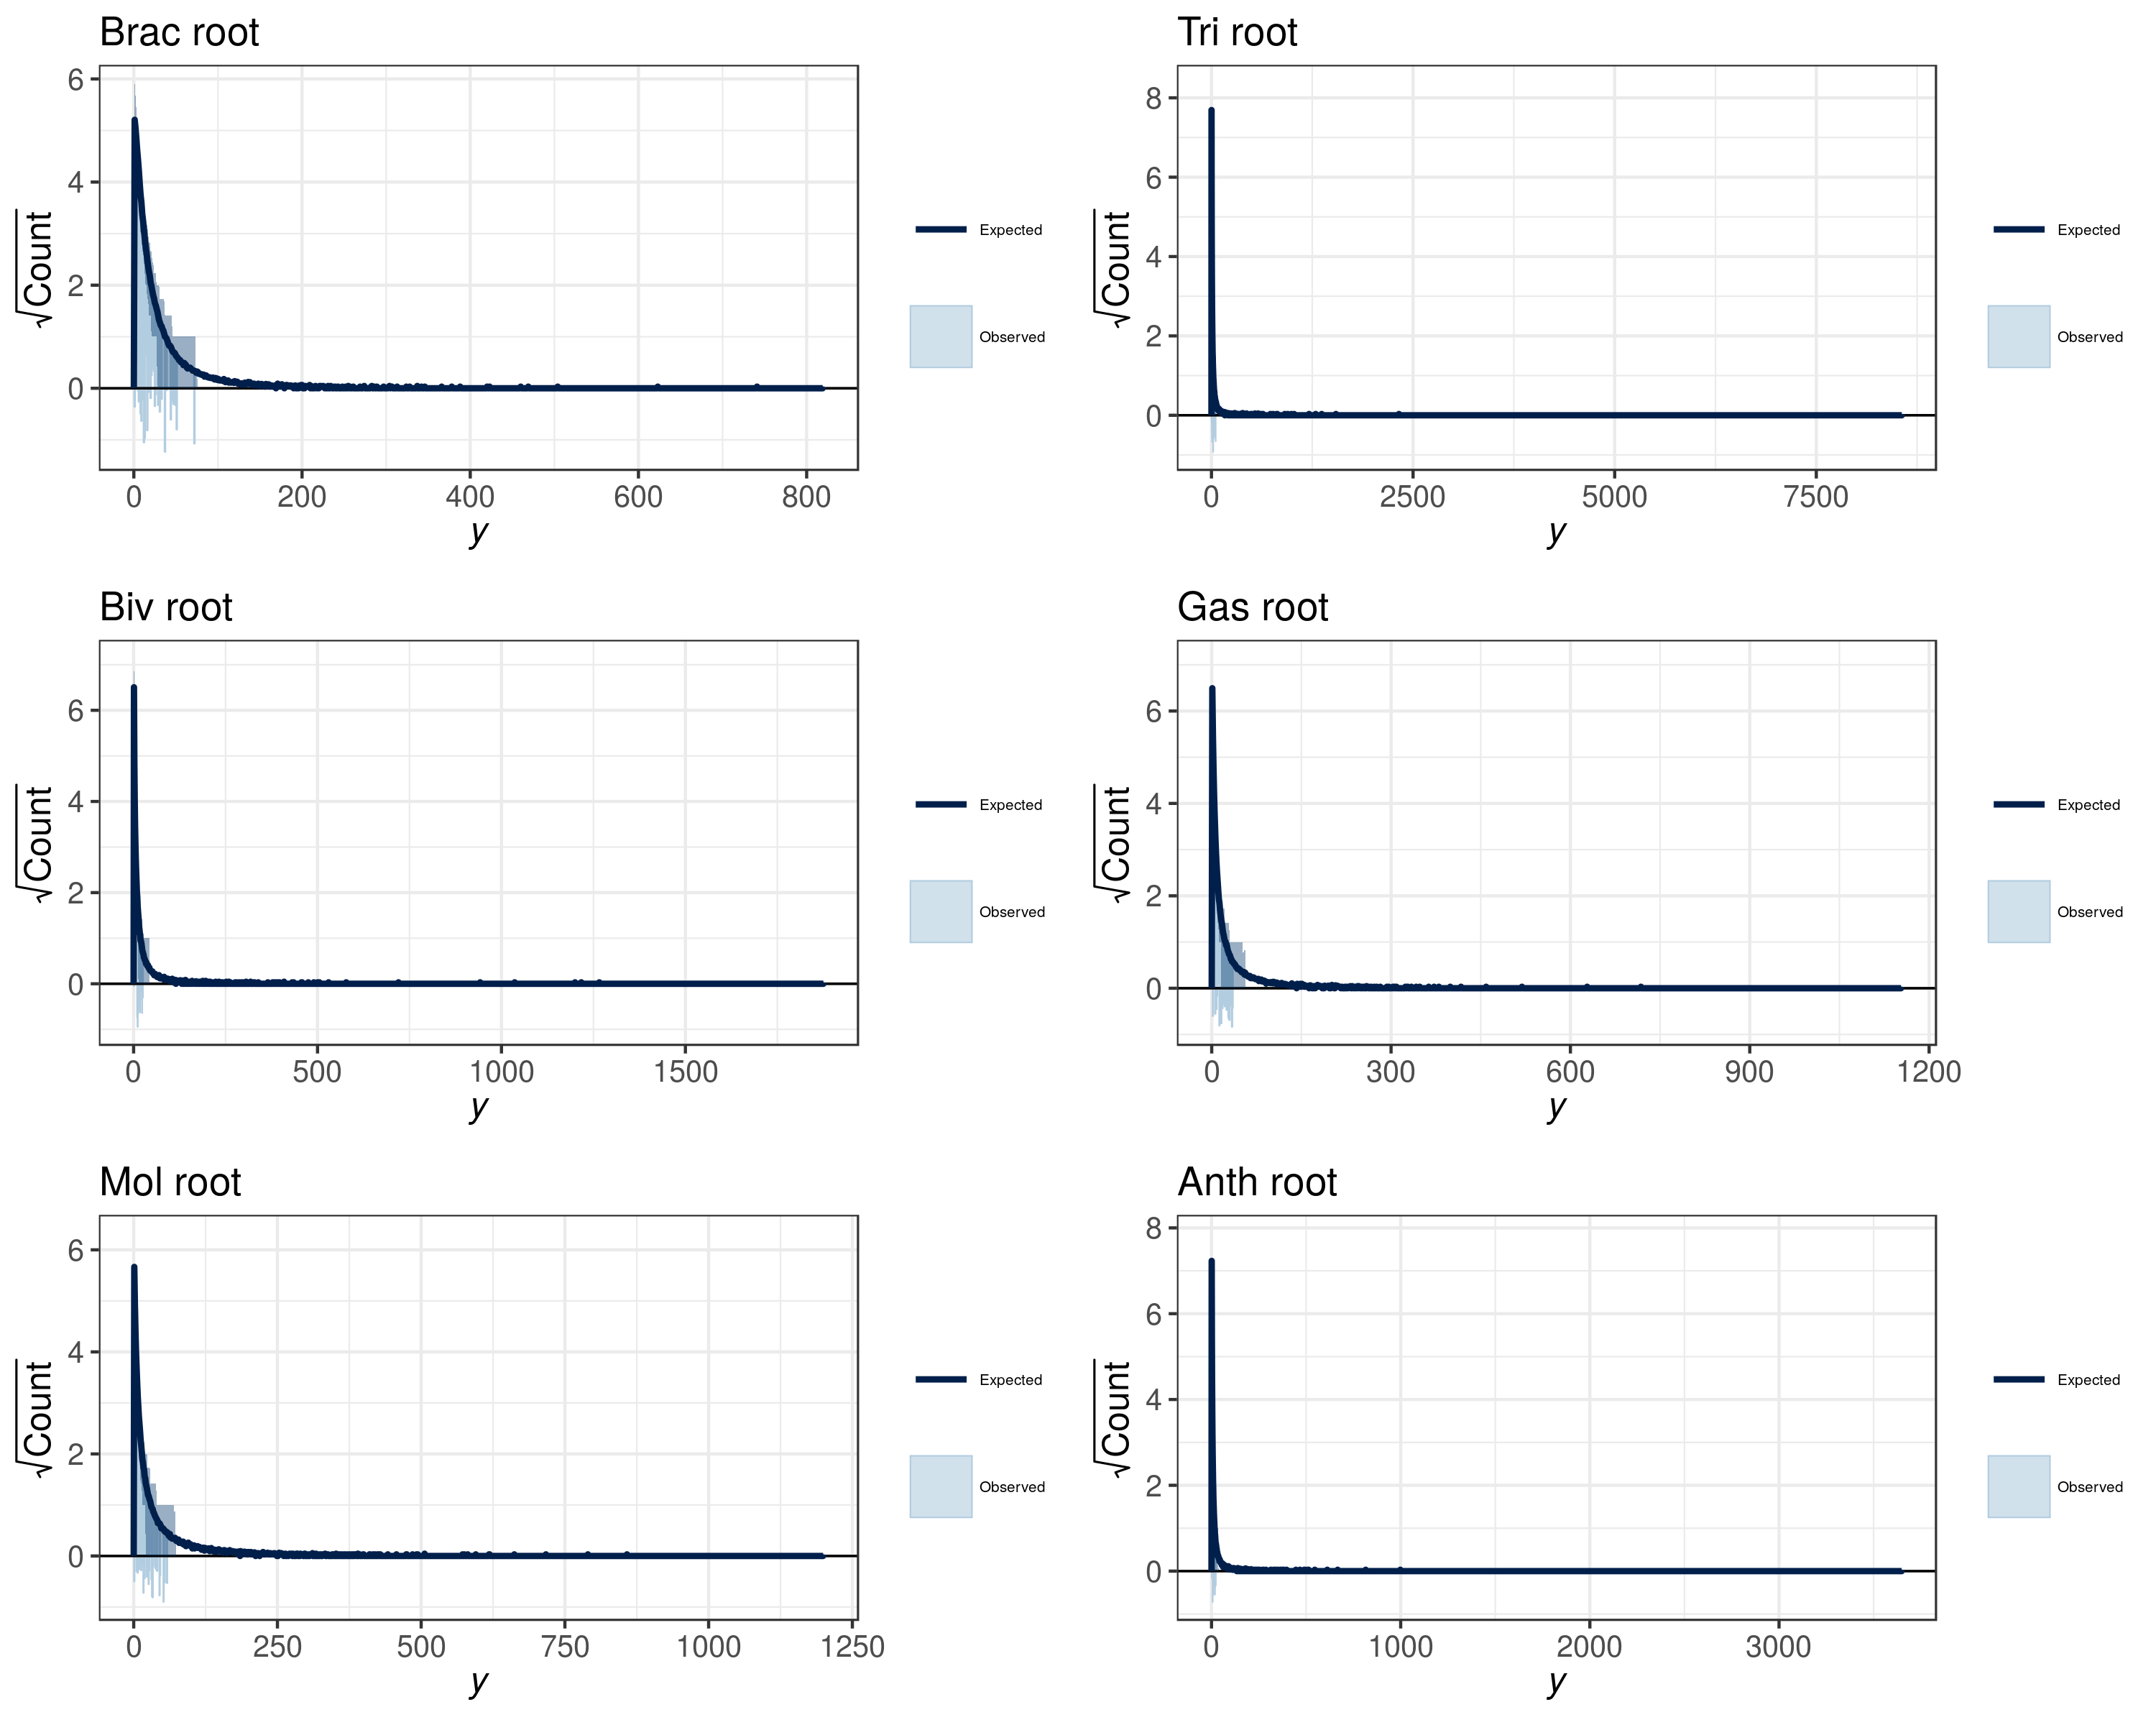 Brac root
6
4
2
0
√Count
0 200 400 600 800
y
Expected
Observed
Tri root
8
6
4
2
0
√Count
0 2500 5000 7500
y
Expected
Observed
Biv root
6
4
2
0
√Count
0 500 1000 1500
y
Expected
Observed
Gas root
6
4
2
0
√Count
0 300 600 900 1200
y
Expected
Observed
Mol root
6
4
2
0
√Count
0 250 500 750 1000 1250
y
Expected
Observed
Anth root
8
6
4
2
0
√Count
0 1000 2000 3000
y
Expected
Observed